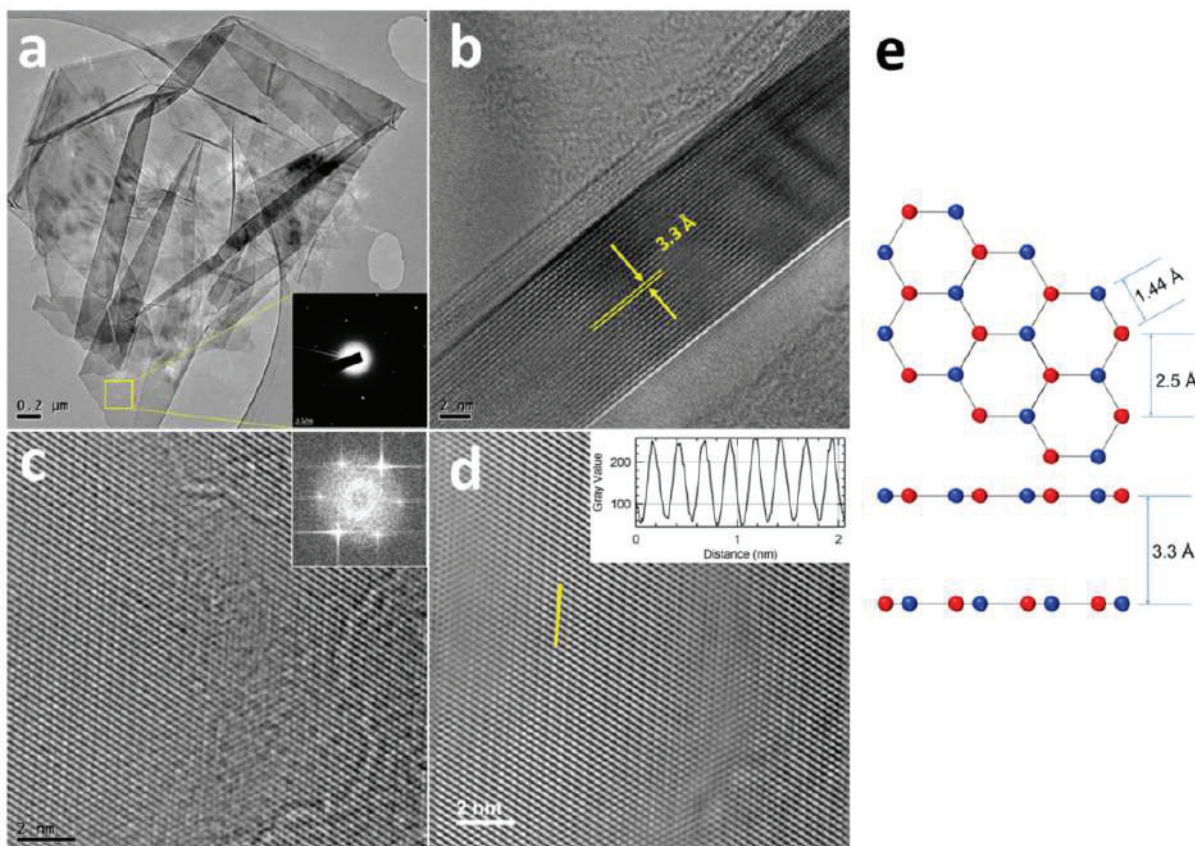 a
0.2 µm
b
3.3 Å
2 nm
c
2 nm
d
Gray Value
200
100
0
1
2
Distance (nm)
2 nm
e
1.44 Å
2.5 Å
3.3 Å